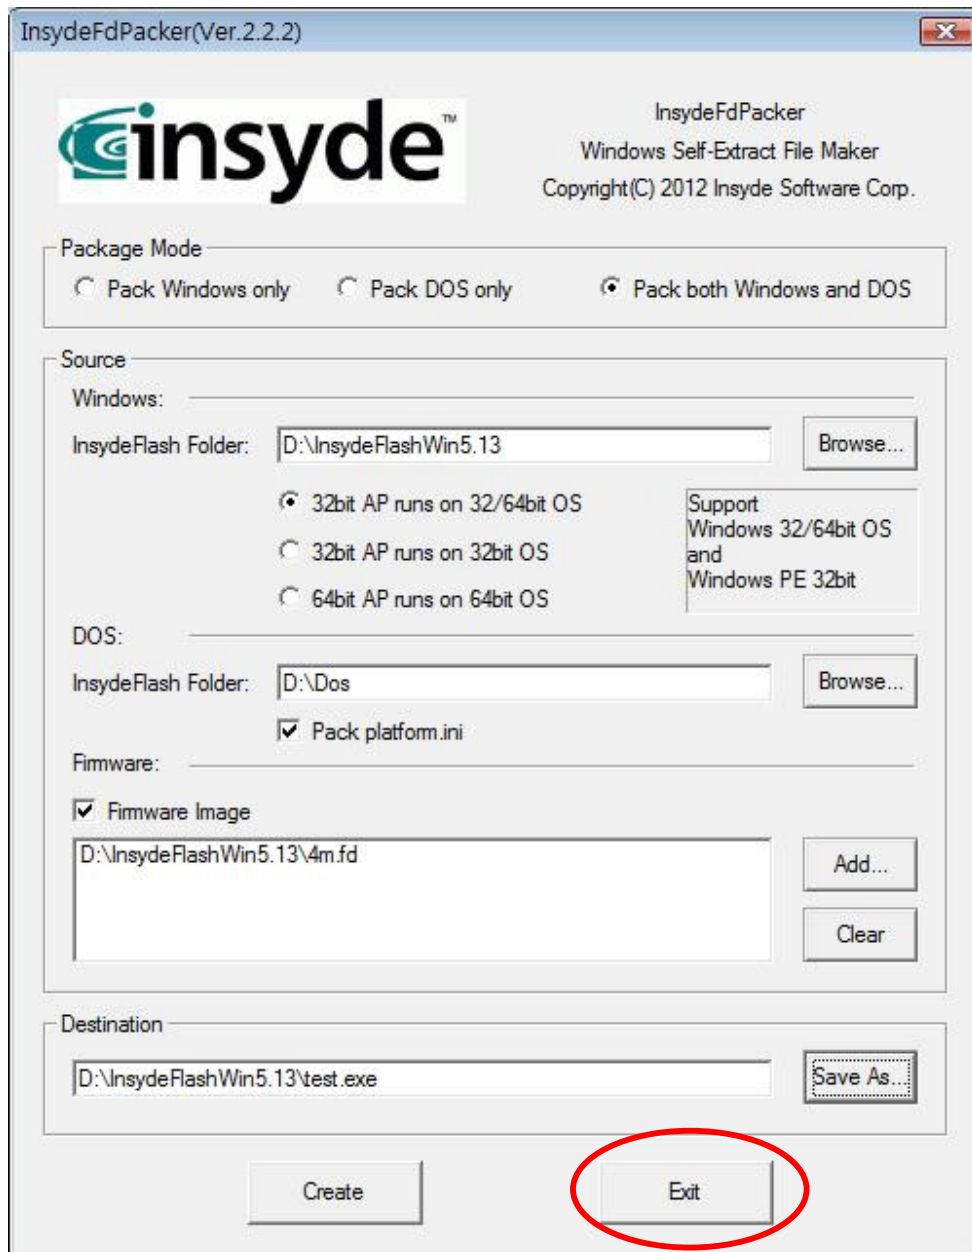 InsydeFdPacker(Ver.2.2.2)
insyde™
InsydeFdPacker
Windows Self-Extract File Maker
Copyright(C) 2012 Insyde Software Corp.
Package Mode
Pack Windows only
Pack DOS only
Pack both Windows and DOS
Source
Windows:
InsydeFlash Folder:
D:\InsydeFlashWin5.13
Browse...
32bit AP runs on 32/64bit OS
32bit AP runs on 32bit OS
64bit AP runs on 64bit OS
Support
Windows 32/64bit OS
and
Windows PE 32bit
DOS:
InsydeFlash Folder:
D:\Dos
Browse...
Pack platform.ini
Firmware:
Firmware Image
D:\InsydeFlashWin5.13\4m.fd
Add...
Clear
Destination
D:\InsydeFlashWin5.13\test.exe
Save As...
Create
Exit